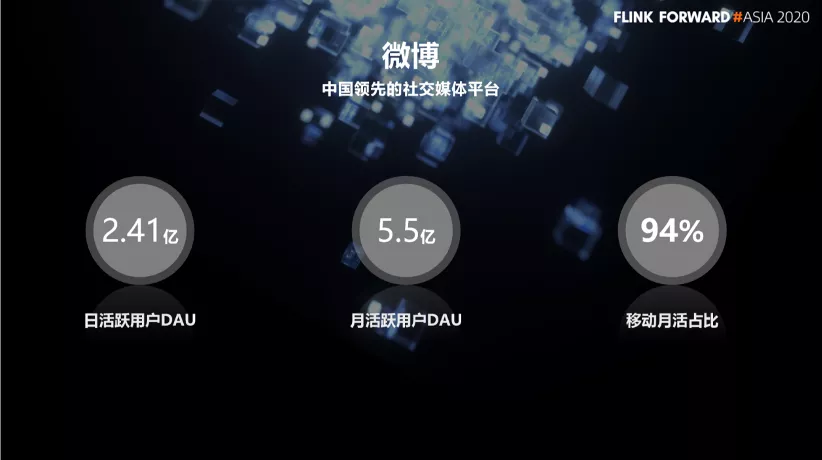 FLINK FORWARD #ASIA 2020
微博
中国领先的社交媒体平台
2.41亿
5.5亿
94%
日活跃用户DAU
月活跃用户DAU
移动月活占比